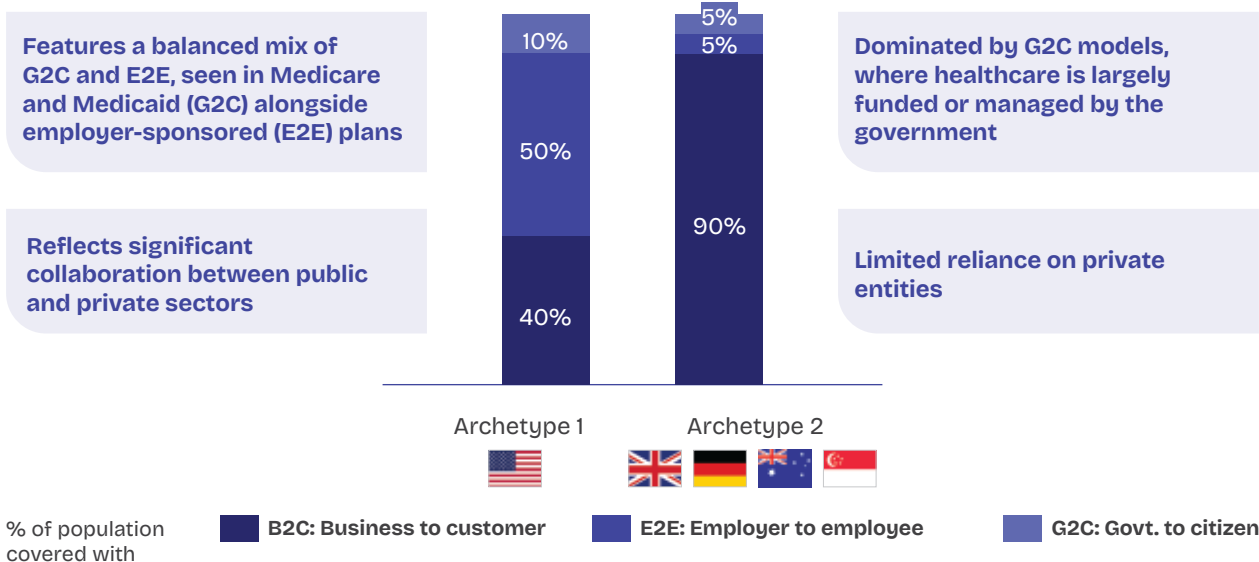 Features a balanced mix of
G2C and E2E, seen in Medicare
and Medicaid (G2C) alongside
employer-sponsored (E2E) plans
Reflects significant
collaboration between public
and private sectors
10%
50%
40%
5%
5%
90%
Dominated by G2C models,
where healthcare is largely
funded or managed by the
government
Limited reliance on private
entities
Archetype 1
Archetype 2
% of population
covered with
B2C: Business to customer
E2E: Employer to employee
G2C: Govt. to citizen